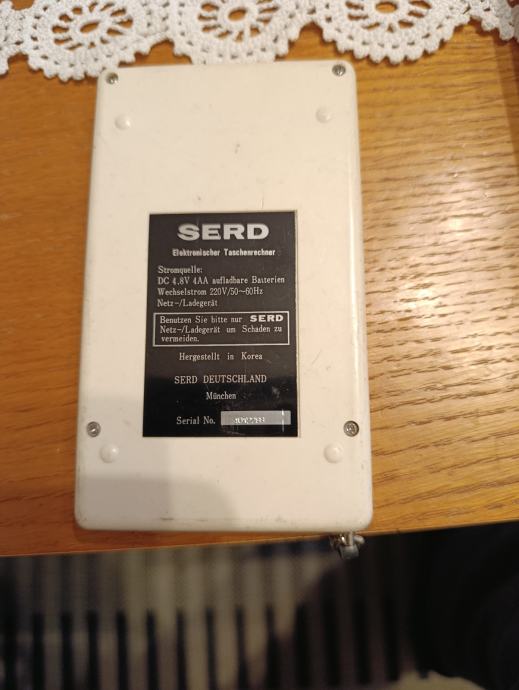 SERD
Elektronischer Taschenrechner
Stromquelle:
DC 4,8V 4AA aufladbare Batterien
Wechselstrom 220V/50~60Hz
Netz-/Ladegerät
Benutzen Sie bitte nur SERD
Netz-/Ladegerät um Schaden zu
vermeiden.
Hergestellt in Korea
SERD DEUTSCHLAND
München
Serial No.